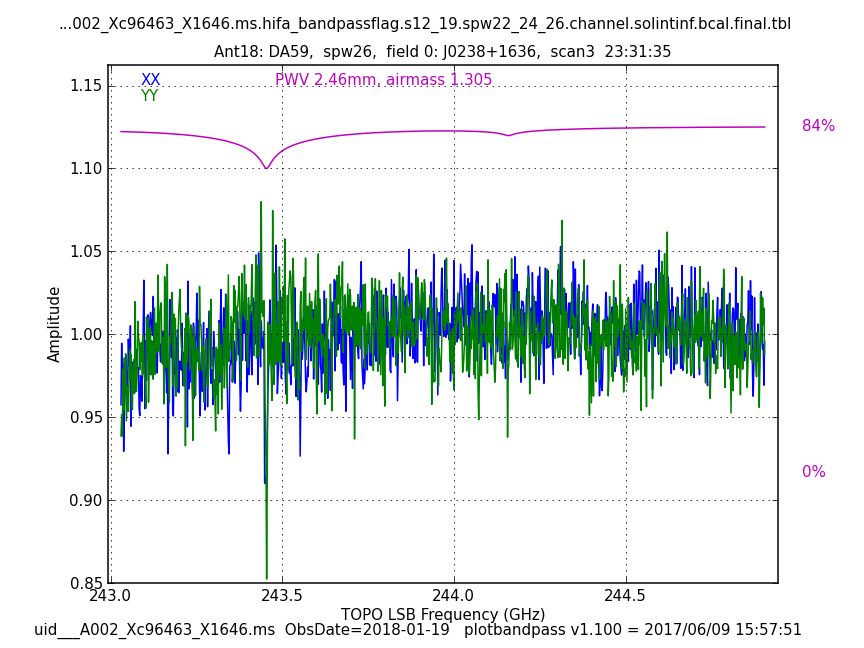 ...002_Xc96463_X1646.ms.hifa_bandpassflag.s12_19.spw22_24_26.channel.solintinf.bcal.final.tbl
Ant18: DA59, spw26, field 0: J0238+1636, scan3 23:31:35
XX
PWV 2.46mm, airmass 1.305
YY
1.15
1.10
1.05
1.00
0.95
0.90
0.85
84%
0%
Amplitude
243.0
243.5
244.0
244.5
TOPO LSB Frequency (GHz)
uid___A002_Xc96463_X1646.ms ObsDate=2018-01-19 plotbandpass v1.100 = 2017/06/09 15:57:51